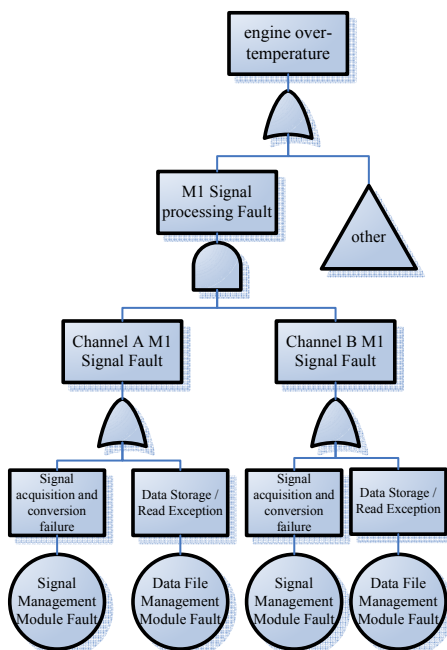 engine over-
temperature
M1 Signal
processing Fault
other
Channel A M1
Signal Fault
Channel B M1
Signal Fault
Signal
acquisition and
conversion
failure
Data Storage /
Read Exception
Signal
acquisition and
conversion
failure
Data Storage /
Read Exception
Signal
Management
Module Fault
Data File
Management
Module Fault
Signal
Management
Module Fault
Data File
Management
Module Fault